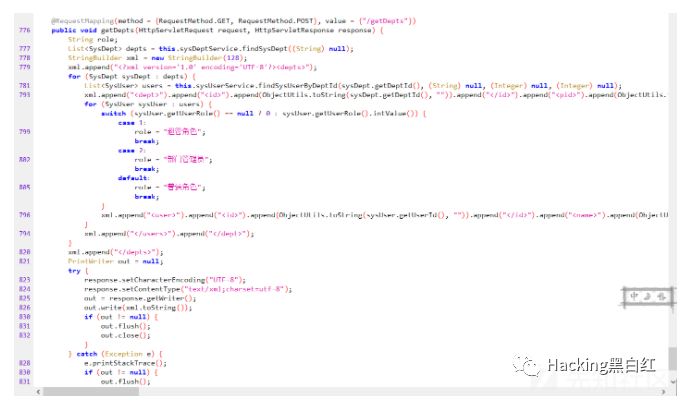 @RequestMapping(method = {RequestMethod.GET, RequestMethod.POST}, value = {"/getDepts"})
776 public void getDepts(HttpServletRequest request, HttpServletResponse response) {
String role;
777 List<SysDept> depts = this.sysDeptService.findSysDept((String) null);
778 StringBuilder xml = new StringBuilder(128);
779 xml.append("<?xml version='1.0' encoding='UTF-8'?><depts>");
for (SysDept sysDept : depts) {
781 List<SysUser> users = this.sysUserService.findSysUserByDeptId(sysDept.getDeptId(), (String) null, (Integer) null, (Integer) null);
793 xml.append("<dept>").append("<id>").append(ObjectUtils.toString(sysDept.getDeptId(), "")).append("</id>").append("<pid>").append(ObjectUtils.
for (SysUser sysUser : users) {
switch (sysUser.getUserRole() == null ? 0 : sysUser.getUserRole().intValue()) {
case 1:
799 role = "超管角色";
break;
case 2:
802 role = "部门管理员";
break;
default:
805 role = "普通角色";
break;
}
796 xml.append("<user>").append("<id>").append(ObjectUtils.toString(sysUser.getUserId(), "")).append("</id>").append("<name>").append(ObjectU
}
794 xml.append("</users>").append("</dept>");
}
820 xml.append("</depts>");
821 PrintWriter out = null;
try {
823 response.setCharacterEncoding("UTF-8");
824 response.setContentType("text/xml;charset=utf-8");
825 out = response.getWriter();
826 out.write(xml.toString());
830 if (out != null) {
831 out.flush();
832 out.close();
}
} catch (Exception e) {
828 e.printStackTrace();
830 if (out != null) {
831 out.flush();
中
Hacking黑白红